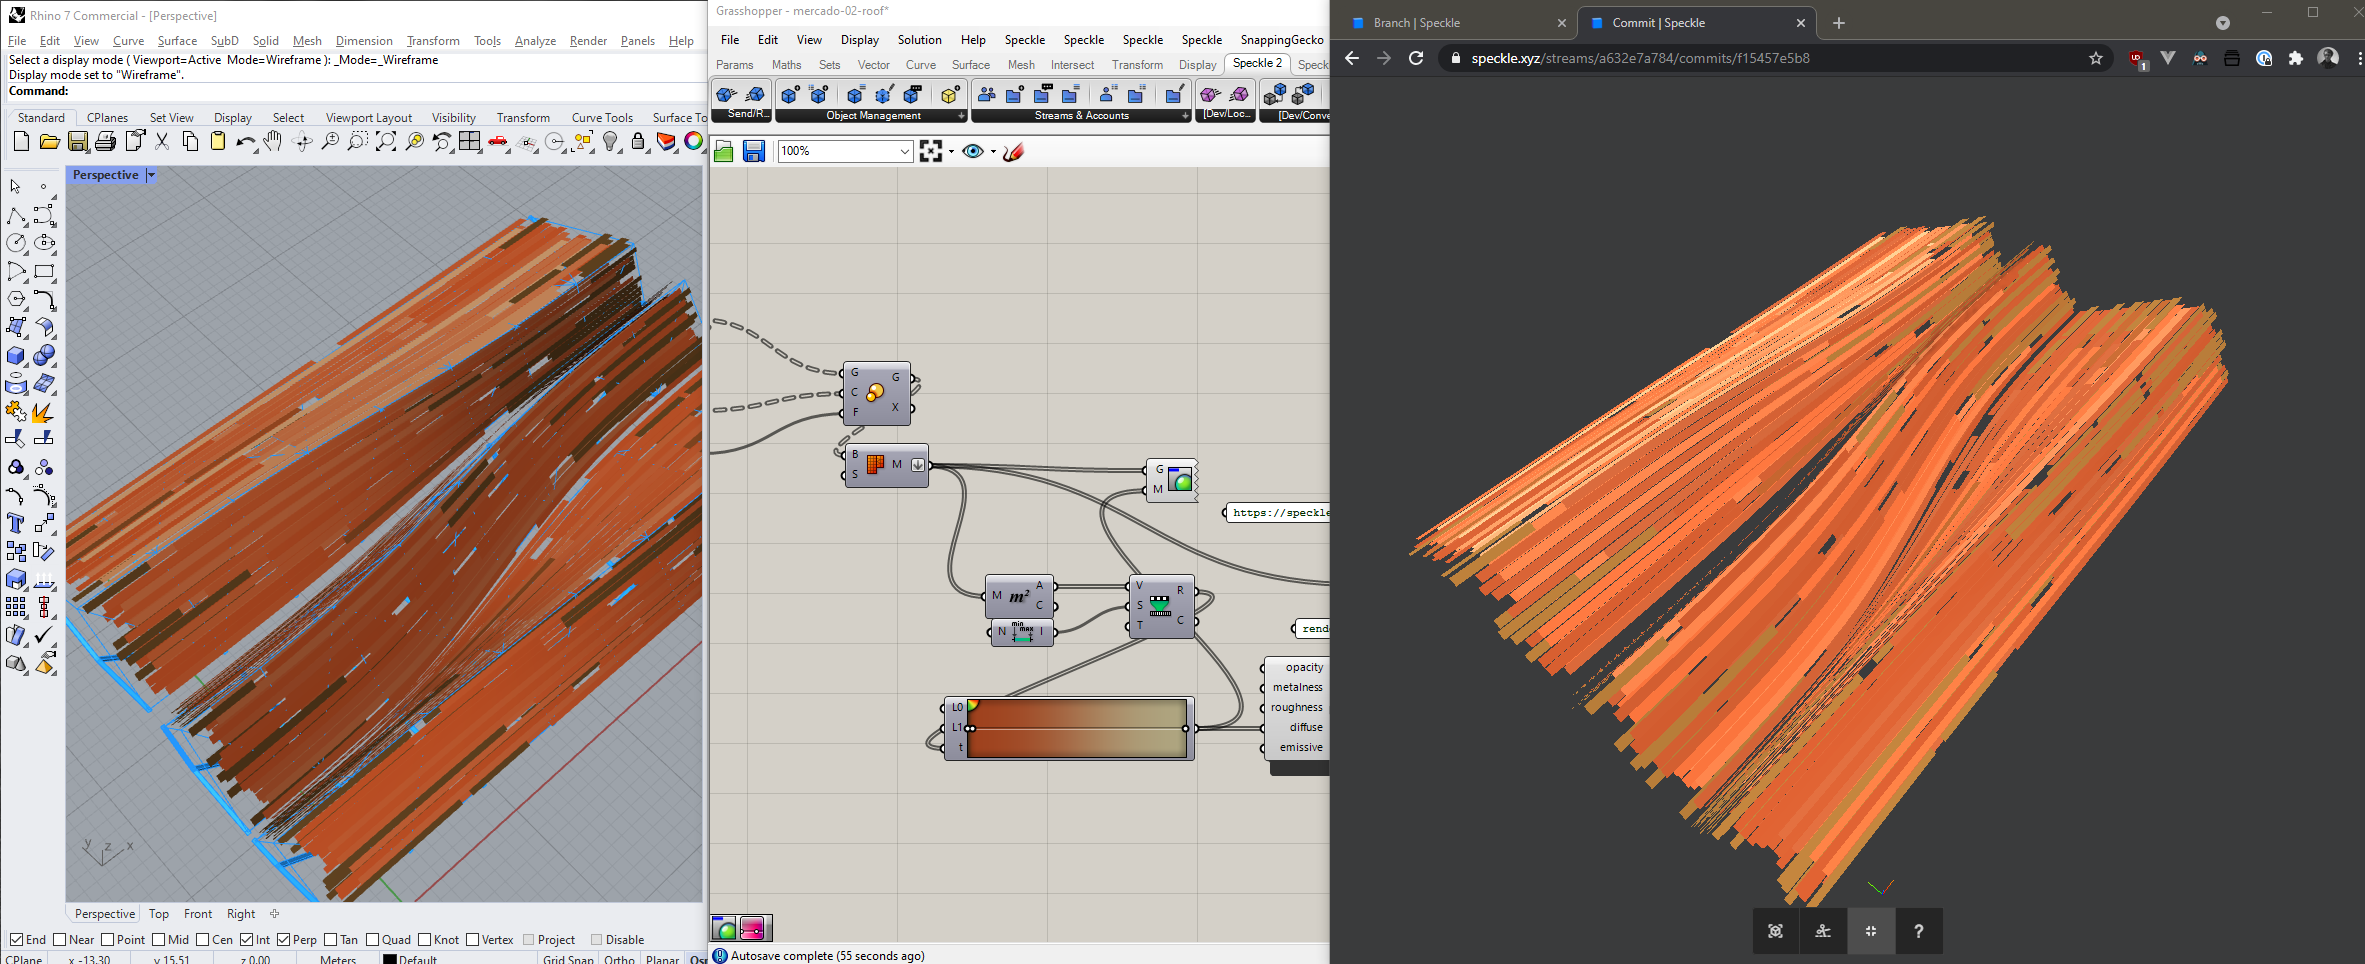 Rhino 7 Commercial - [Perspective]
File Edit View Curve Surface SubD Solid Mesh Dimension Transform Tools Analyze Render Panels Help
Select a display mode ( Viewport=Active Mode=Wireframe ): _Mode=_Wireframe
Display mode set to "Wireframe".
Command:
Standard CPlanes Set View Display Select Viewport Layout Visibility Transform Curve Tools Surface To
Perspective
y z x
Perspective Top Front Right
End Near Point Mid Cen Int Perp Tan Quad Knot Vertex Project Disable
CPlane x -13.30 y 15.51 z 0.00 Meters Default Grid Snap Ortho Planar Os
Grasshopper - mercado-02-roof*
File Edit View Display Solution Help Speckle Speckle Speckle Speckle SnappingGecko
Params Maths Sets Vector Curve Surface Mesh Intersect Transform Display Speckle 2 Speck
Send/R... Object Management Streams & Accounts [Dev/Loc... [Dev/Conve
100%
G G
C
F X
B M
S
G
M
https://speckle
M m² A
C
N min max I
V R
S
T C
rend
L0
L1
t
opacity
metalness
roughness
diffuse
emissive
Autosave complete (55 seconds ago)
Branch | Speckle
Commit | Speckle
speckle.xyz/streams/a632e7a784/commits/f15457e5b8
1
?